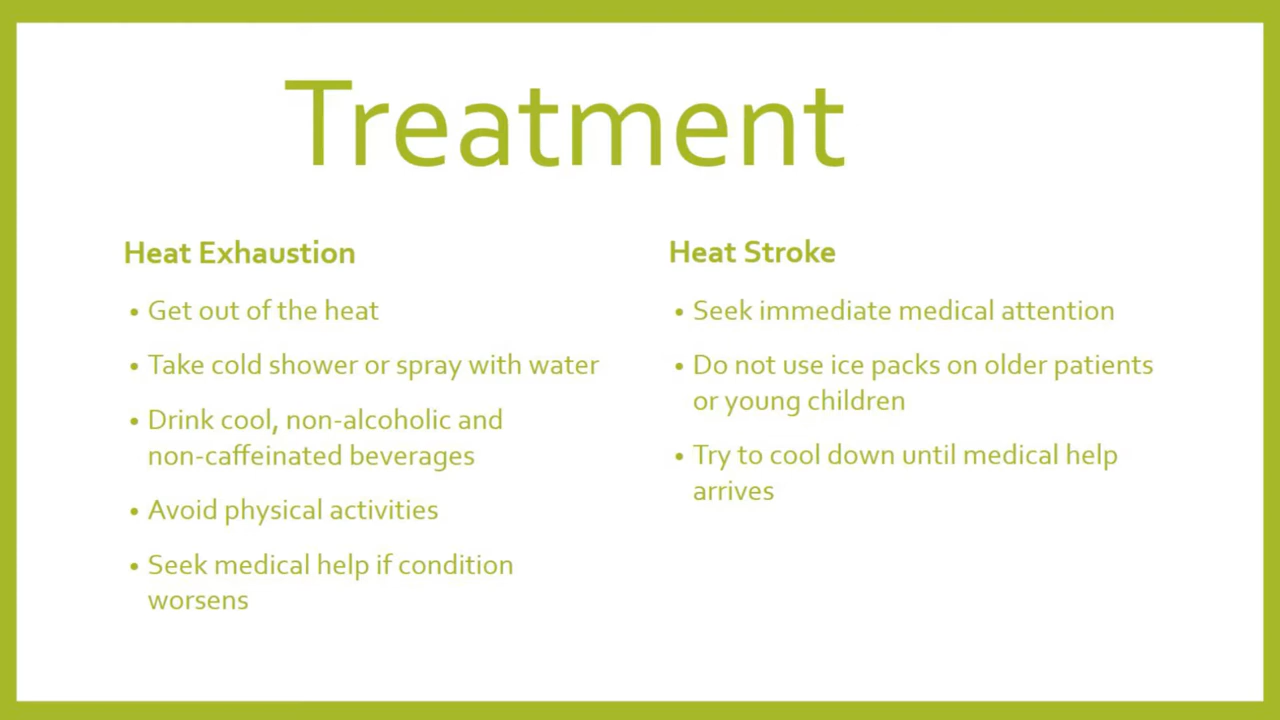 Treatment
Heat Exhaustion
• Get out of the heat
• Take cold shower or spray with water
• Drink cool, non-alcoholic and
non-caffeinated beverages
• Avoid physical activities
• Seek medical help if condition
worsens
Heat Stroke
• Seek immediate medical attention
• Do not use ice packs on older patients
or young children
• Try to cool down until medical help
arrives